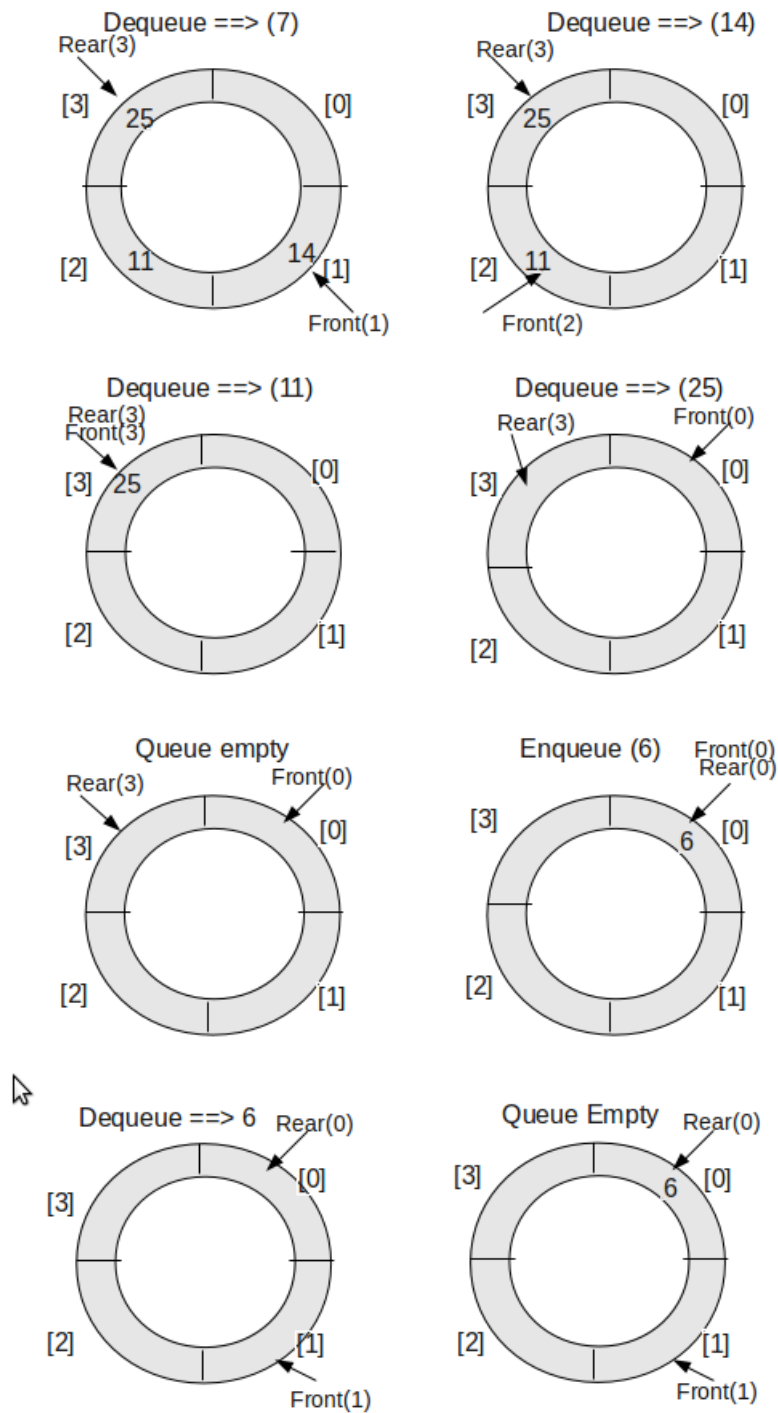 Dequeue ==> (7)
Rear(3)
[3]
25
[0]
[2]
11
14
[1]
Front(1)
Dequeue ==> (14)
Rear(3)
[3]
25
[0]
[2]
11
[1]
Front(2)
Dequeue ==> (11)
Rear(3)
Front(3)
[3]
25
[0]
[2]
[1]
Dequeue ==> (25)
Rear(3)
Front(0)
[3]
[0]
[2]
[1]
Queue empty
Rear(3)
Front(0)
[3]
[0]
[2]
[1]
Enqueue (6)
Front(0)
Rear(0)
[3]
6
[0]
[2]
[1]
Dequeue ==> 6
Rear(0)
[3]
[0]
[2]
[1]
Front(1)
Queue Empty
Rear(0)
[3]
6
[0]
[2]
[1]
Front(1)